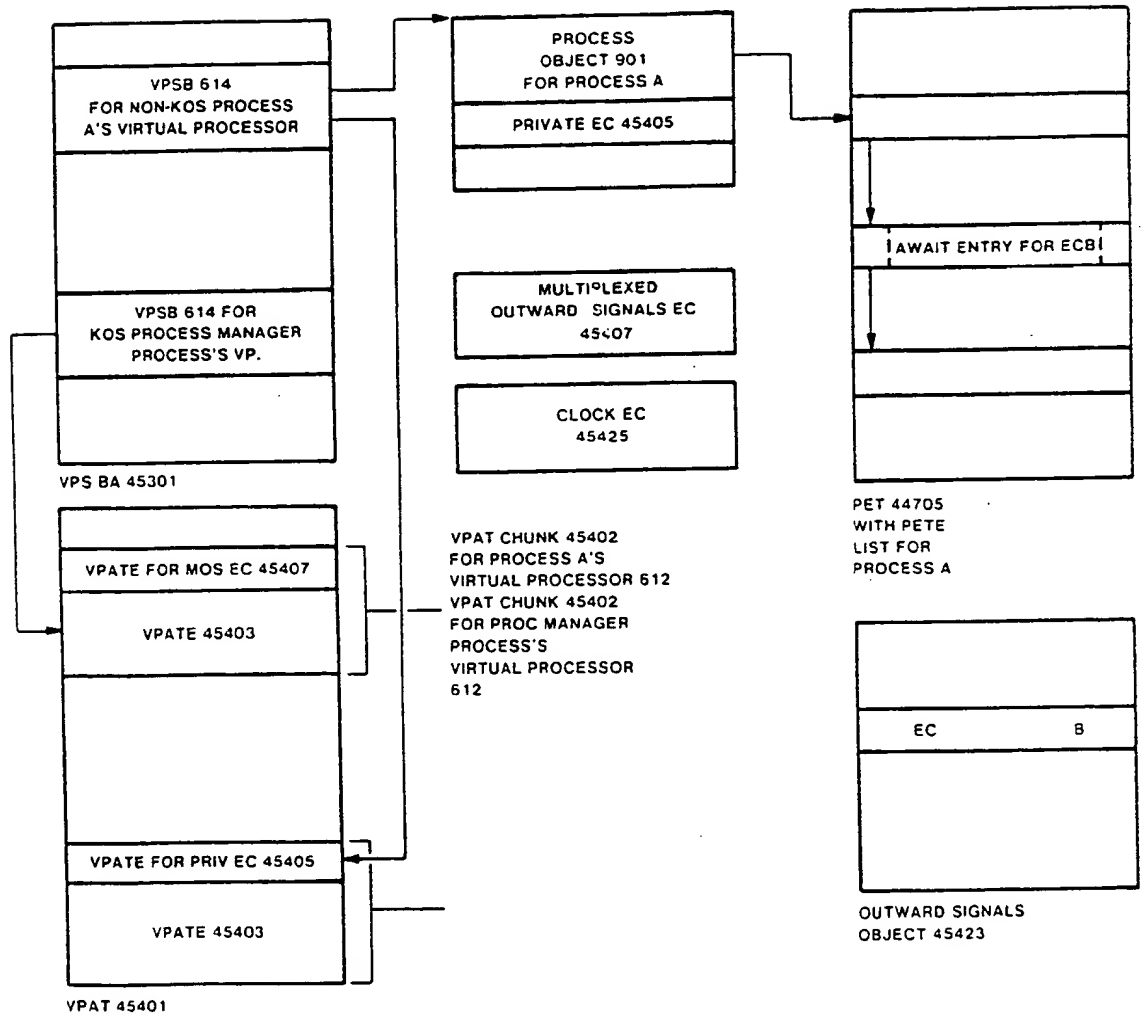 VPSB 614
FOR NON-KOS PROCESS
A'S VIRTUAL PROCESSOR
VPSB 614 FOR
KOS PROCESS MANAGER
PROCESS'S VP.
VPS BA 45301
PROCESS
OBJECT 901
FOR PROCESS A
PRIVATE EC 45405
MULTIPLEXED
OUTWARD SIGNALS EC
45407
CLOCK EC
45425
AWAIT ENTRY FOR ECB
PET 44705
WITH PETE
LIST FOR
PROCESS A
VPATE FOR MOS EC 45407
VPATE 45403
VPATE FOR PRIV EC 45405
VPATE 45403
VPAT 45401
VPAT CHUNK 45402
FOR PROCESS A'S
VIRTUAL PROCESSOR 612
VPAT CHUNK 45402
FOR PROC MANAGER
PROCESS'S
VIRTUAL PROCESSOR
612
EC B
OUTWARD SIGNALS
OBJECT 45423